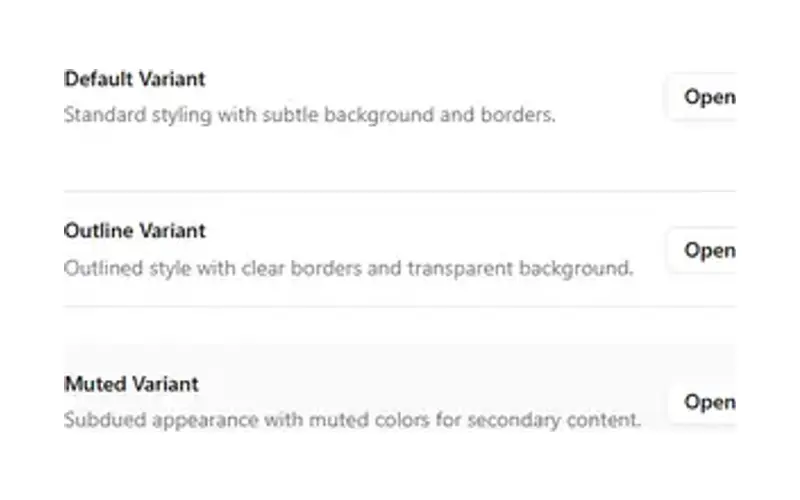 Default Variant
Standard styling with subtle background and borders.
Open
Outline Variant
Outlined style with clear borders and transparent background.
Open
Muted Variant
Subdued appearance with muted colors for secondary content.
Open